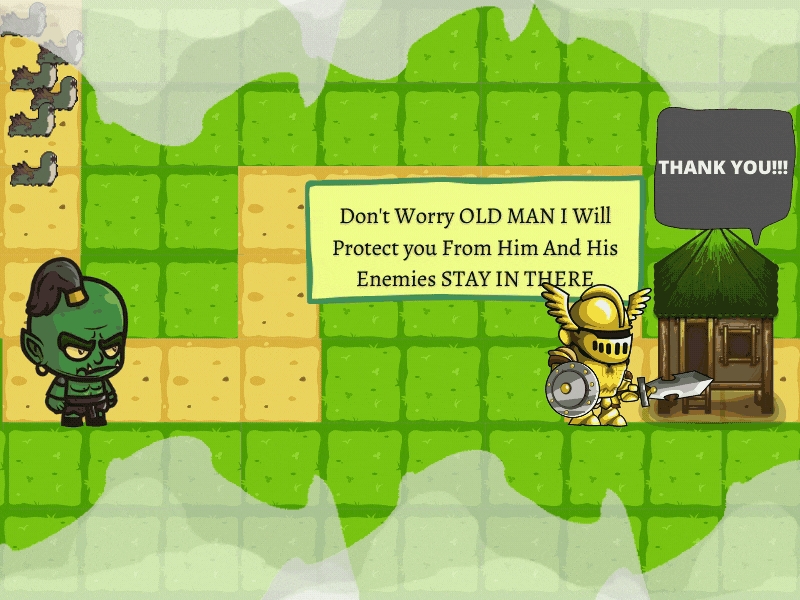 THANK YOU!!!
Don't Worry OLD MAN I Will
Protect you From Him And His
Enemies STAY IN THERE